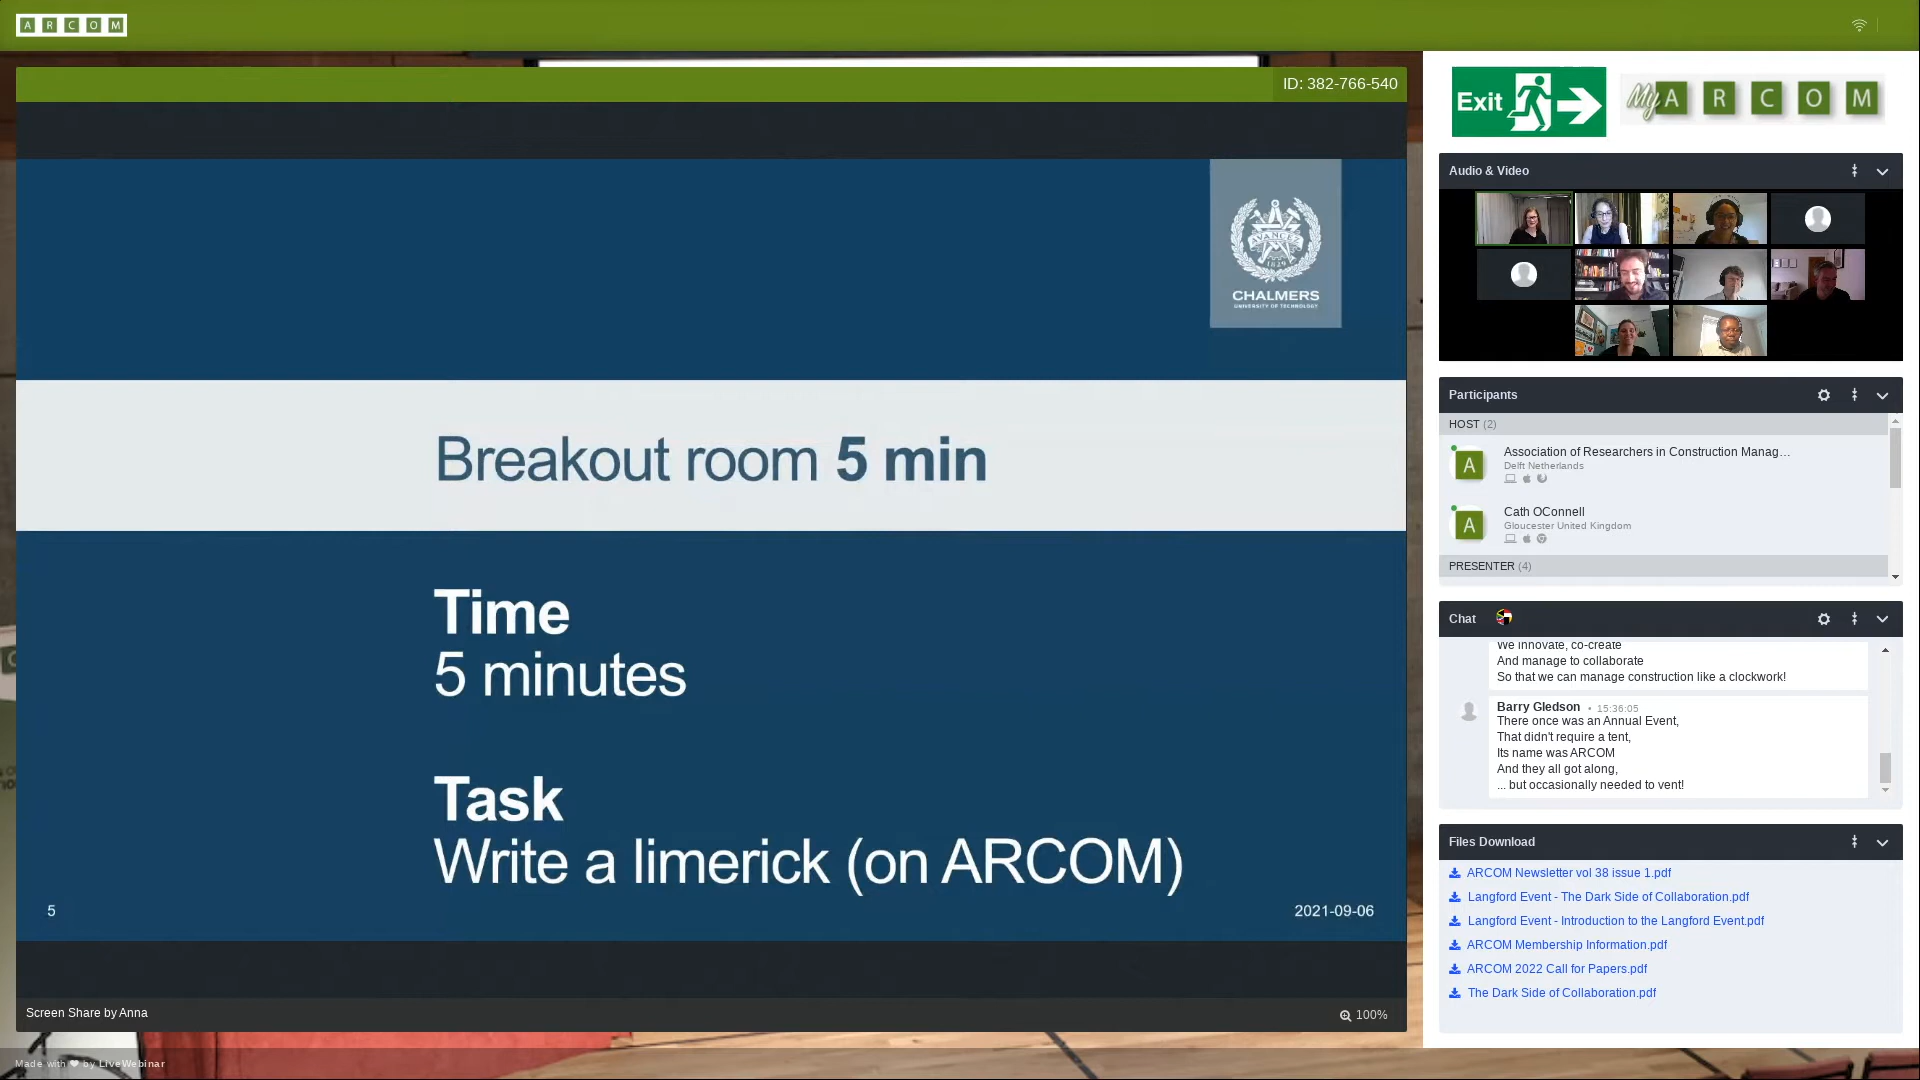 A R C O M
ID: 382-766-540
AVANCEZ
1829
CHALMERS
UNIVERSITY OF TECHNOLOGY
Breakout room 5 min
Time
5 minutes
Task
Write a limerick (on ARCOM)
5
2021-09-06
Screen Share by Anna
100%
Made with ❤ by LiveWebinar
Exit
My A R C O M
Audio & Video
Participants
HOST (2)
A
Association of Researchers in Construction Manag…
Delft Netherlands
A
Cath OConnell
Gloucester United Kingdom
PRESENTER (4)
Chat
We innovate, co-create
And manage to collaborate
So that we can manage construction like a clockwork!
Barry Gledson • 15:36:05
There once was an Annual Event,
That didn't require a tent,
Its name was ARCOM
And they all got along,
... but occasionally needed to vent!
Files Download
ARCOM Newsletter vol 38 issue 1.pdf
Langford Event - The Dark Side of Collaboration.pdf
Langford Event - Introduction to the Langford Event.pdf
ARCOM Membership Information.pdf
ARCOM 2022 Call for Papers.pdf
The Dark Side of Collaboration.pdf